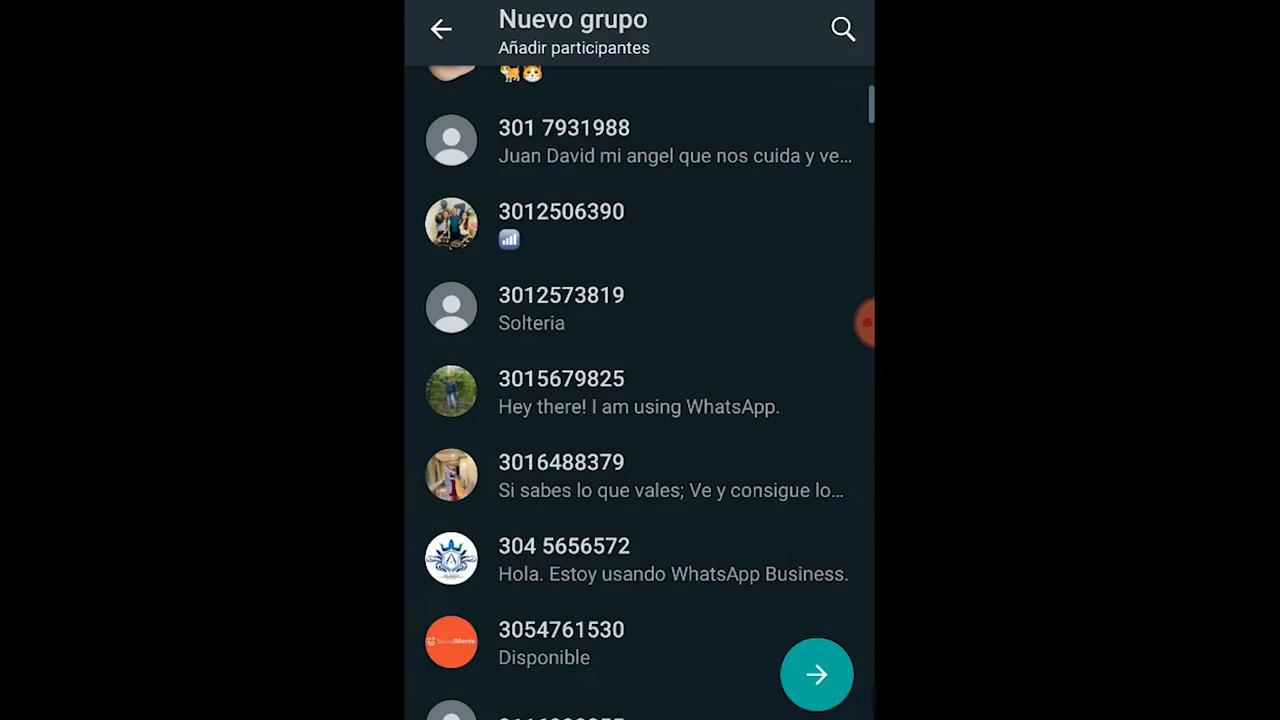 Nuevo grupo
Añadir participantes
301 7931988
Juan David mi angel que nos cuida y ve...
3012506390
3012573819
Solteria
3015679825
Hey there! I am using WhatsApp.
3016488379
Si sabes lo que vales; Ve y consigue lo...
304 5656572
Hola. Estoy usando WhatsApp Business.
3054761530
Disponible